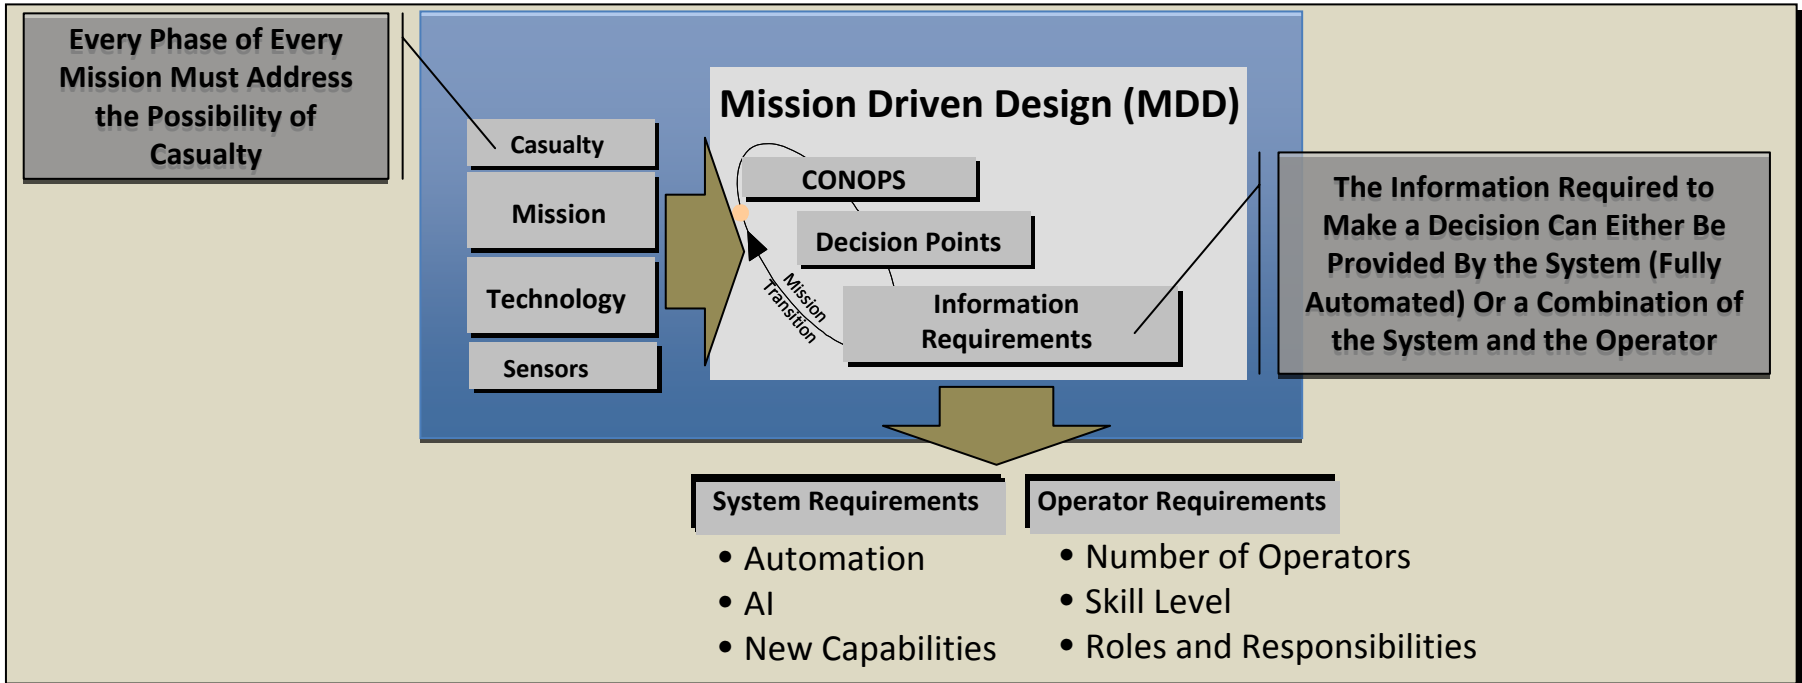 Every Phase of Every
Mission Must Address
the Possibility of
Casualty
Casualty
Mission
Technology
Sensors
Mission Driven Design (MDD)
CONOPS
Decision Points
Information
Requirements
Mission
Transition
The Information Required to
Make a Decision Can Either Be
Provided By the System (Fully
Automated) Or a Combination of
the System and the Operator
System Requirements
• Automation
• AI
• New Capabilities
Operator Requirements
• Number of Operators
• Skill Level
• Roles and Responsibilities